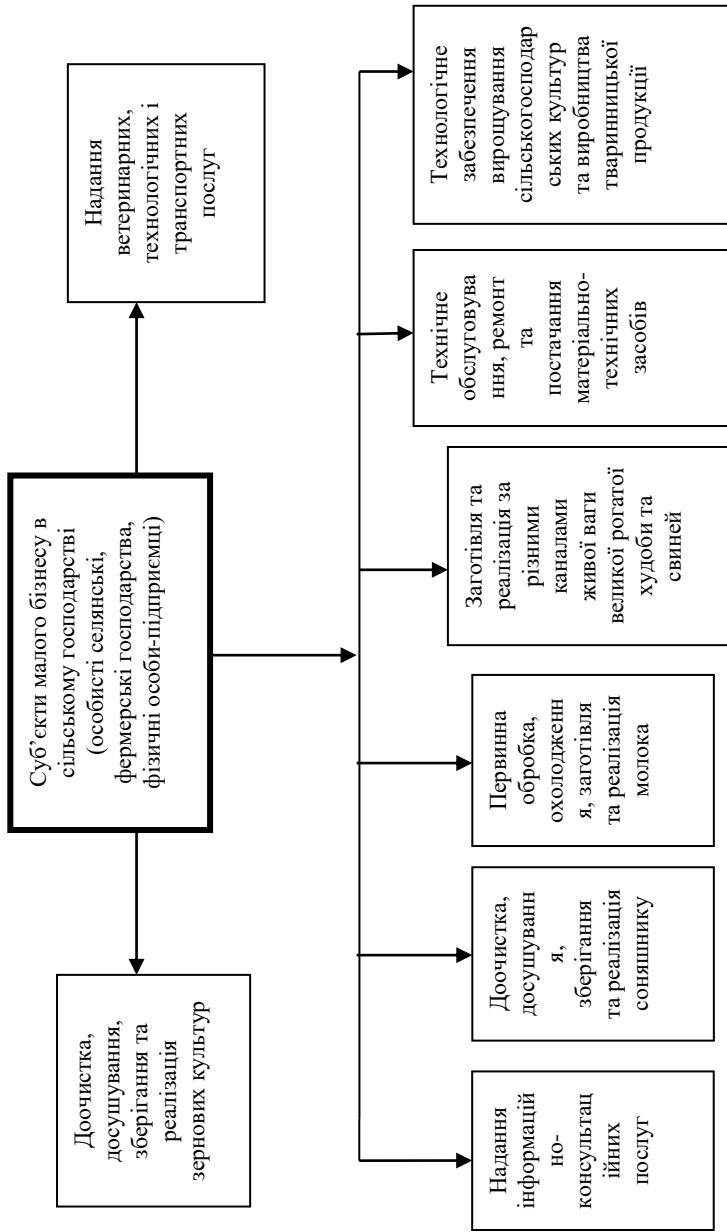 Суб’єкти малого бізнесу в
сільському господарстві
(особисті селянські,
фермерські господарства,
фізичні особи-підприємці)
Доочистка,
досушування,
зберігання та
реалізація
зернових культур
Надання
ветеринарних,
технологічних і
транспортних
послуг
Надання
інформацій
но-
консультац
ійних
послуг
Доочистка,
досушуванн
я,
зберігання
та реалізація
соняшнику
Первинна
обробка,
охолодженн
я, заготівля
та реалізація
молока
Заготівля та
реалізація за
різними
каналами
живої ваги
великої рогатої
худоби та
свиней
Технічне
обслуговува
ння, ремонт
та
постачання
матеріально-
технічних
засобів
Технологічне
забезпечення
вирощування
сільськогосподар
ських культур
та виробництва
тваринницької
продукції